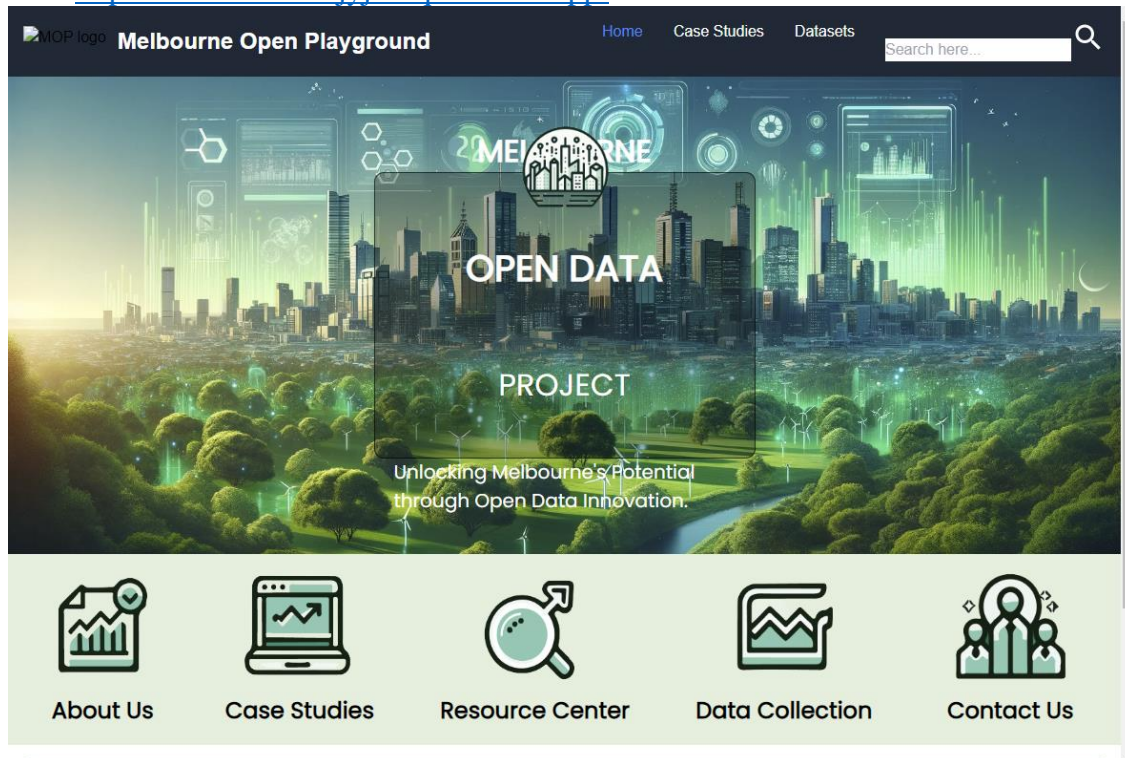 MOP logo Melbourne Open Playground Home Case Studies Datasets Search here...
OPEN DATA
PROJECT
Unlocking Melbourne's Potential
through Open Data Innovation.
About Us Case Studies Resource Center Data Collection Contact Us